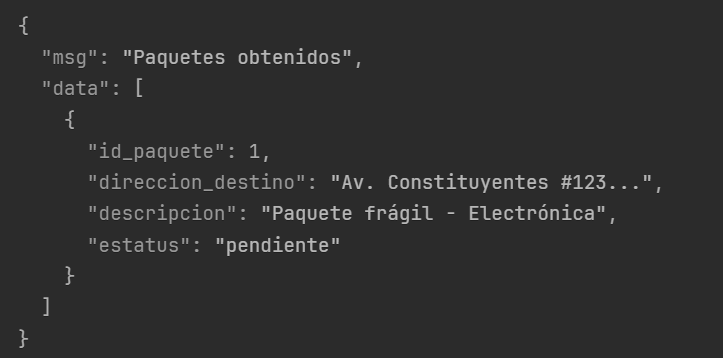 {
"msg": "Paquetes obtenidos",
"data": [
{
"id_paquete": 1,
"direccion_destino": "Av. Constituyentes #123...",
"descripcion": "Paquete frágil - Electrónica",
"estatus": "pendiente"
}
]
}